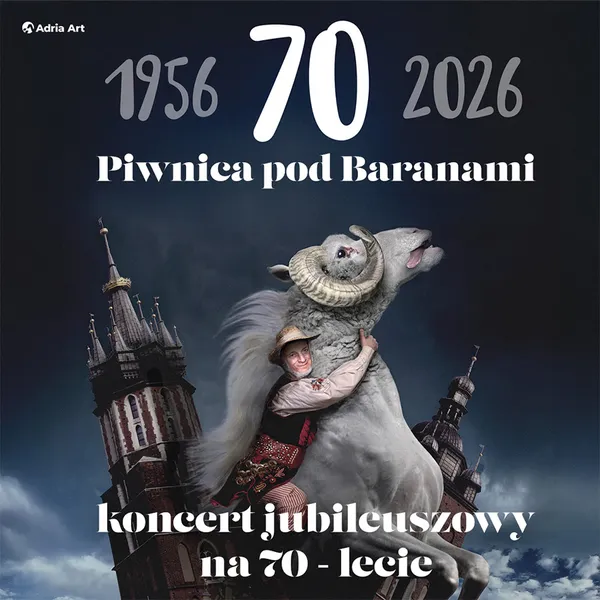 Adria Art
1956 70 2026
Piwnica pod Baranami
koncert jubileuszowy
na 70 - lecie